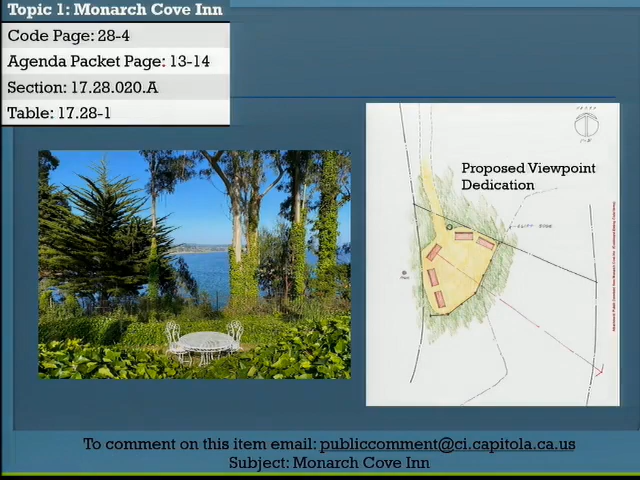 Topic 1: Monarch Cove Inn
Code Page: 28-4
Agenda Packet Page: 13-14
Section: 17.28.020.A
Table: 17.28-1
Proposed Viewpoint
Dedication
To comment on this item email: publiccomment@ci.capitola.ca.us
Subject: Monarch Cove Inn